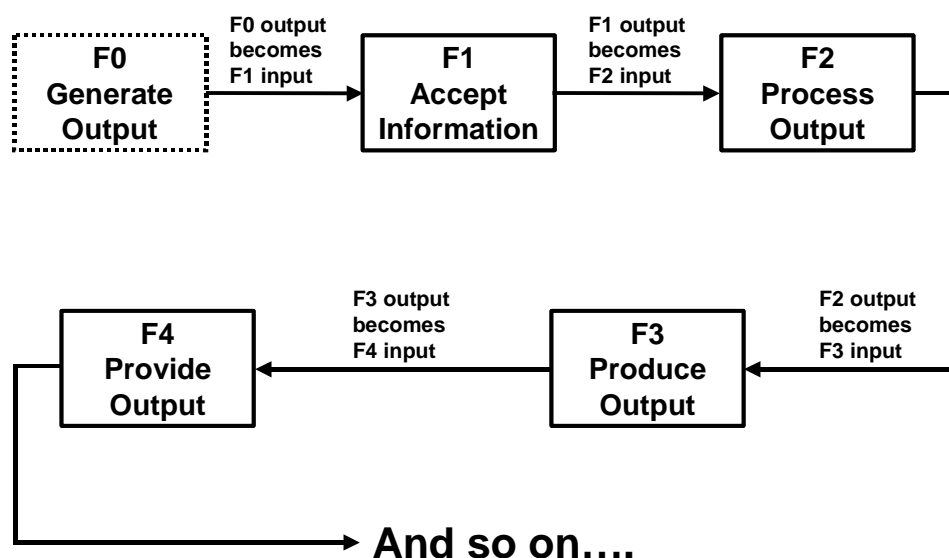 F0
Generate
Output
F0 output
becomes
F1 input
F1
Accept
Information
F1 output
becomes
F2 input
F2
Process
Output
F2 output
becomes
F3 input
F3
Produce
Output
F3 output
becomes
F4 input
F4
Provide
Output
And so on….